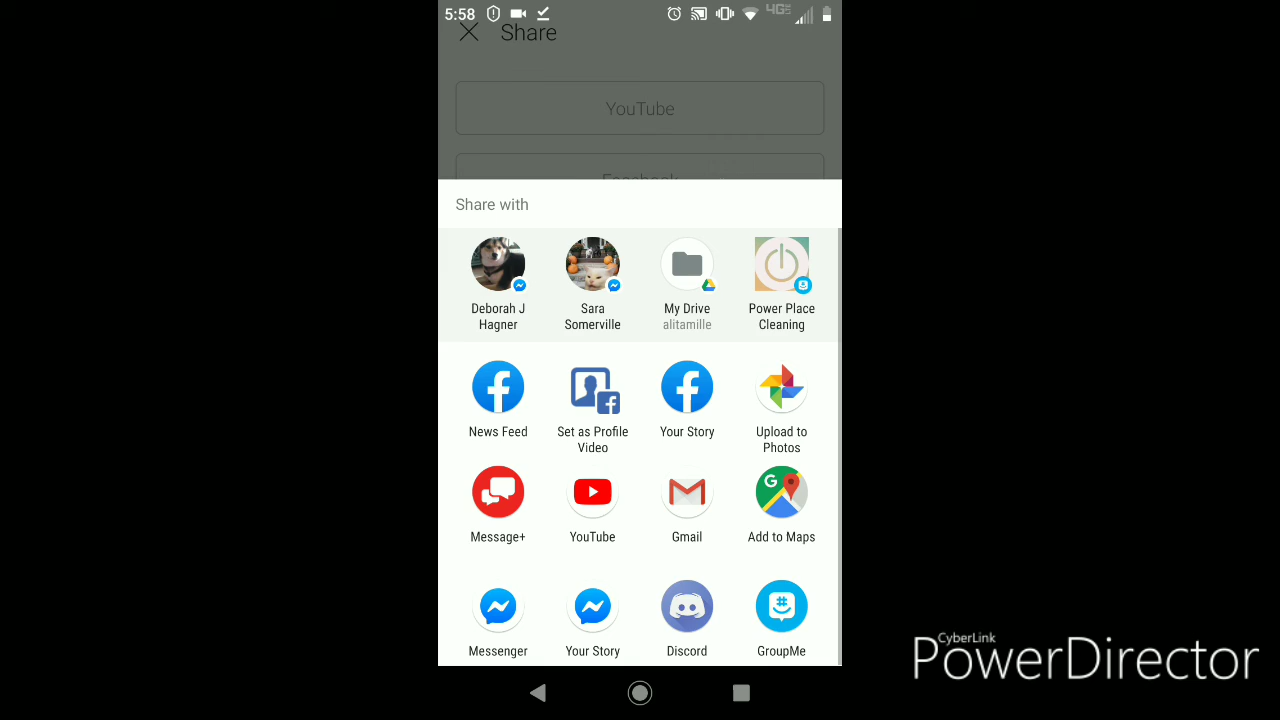 5:58
4G
Share
YouTube
Facebook
Share with
Deborah J
Hagner
Sara
Somerville
My Drive
alitamille
Power Place
Cleaning
News Feed
Set as Profile
Video
Your Story
Upload to
Photos
Message+
YouTube
Gmail
Add to Maps
Messenger
Your Story
Discord
GroupMe
CyberLink
PowerDirector